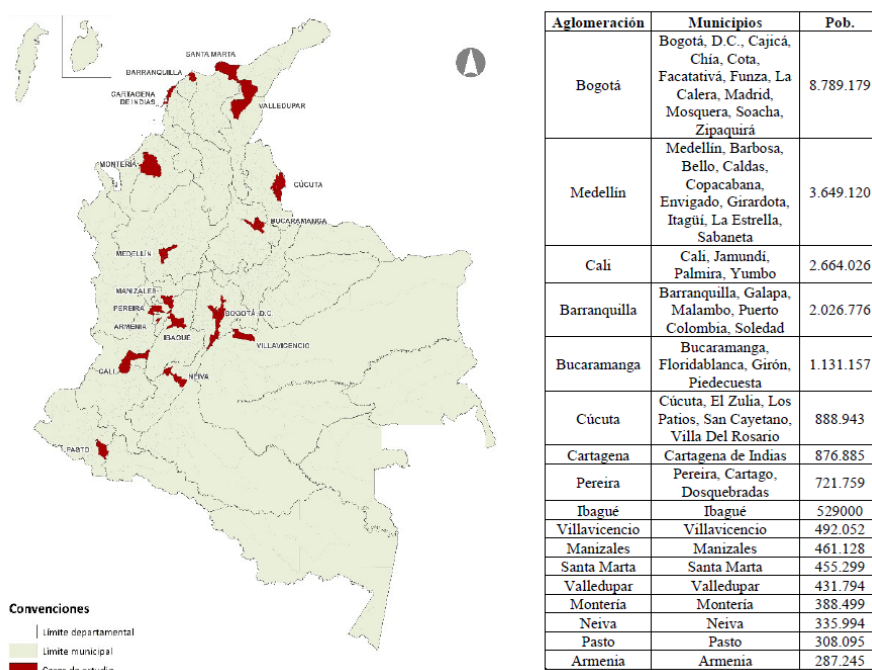 SANTA MARTA
BARRANQUILLA
CARTAGENA
DE INDIAS
VALLEDUPAR
MONTERÍA
CÚCUTA
BUCARAMANGA
MEDELLÍN
MANIZALES
PEREIRA
BOGOTÁ D.C
ARMENIA
IBAGUÉ
VILLAVICENCIO
CALI
NEIVA
PASTO
Convenciones
Límite departamental
Límite municipal
Aglomeración Municipios Pob.
Bogotá, D.C., Cajicá,
Chía, Cota,
Facatativá, Funza, La
Bogotá Calera, Madrid, 8.789.179
Mosquera, Soacha,
Zipaquirá
Medellín, Barbosa,
Bello, Caldas,
Copacabana,
Medellín Envigado, Girardota, 3.649.120
Itagüí, La Estrella,
Sabaneta
Cali Cali, Jamundí, 2.664.026
Palmira, Yumbo
Barranquilla, Galapa,
Barranquilla Malambo, Puerto 2.026.776
Colombia, Soledad
Bucaramanga,
Bucaramanga Floridablanca, Girón, 1.131.157
Piedecuesta
Cúcuta, El Zulia, Los
Cúcuta Patios, San Cayetano, 888.943
Villa Del Rosario
Cartagena Cartagena de Indias 876.885
Pereira Pereira, Cartago, 721.759
Dosquebradas
Ibagué Ibagué 529000
Villavicencio Villavicencio 492.052
Manizales Manizales 461.128
Santa Marta Santa Marta 455.299
Valledupar Valledupar 431.794
Montería Montería 388.499
Neiva Neiva 335.994
Pasto Pasto 308.095
Armenia Armenia 287.245